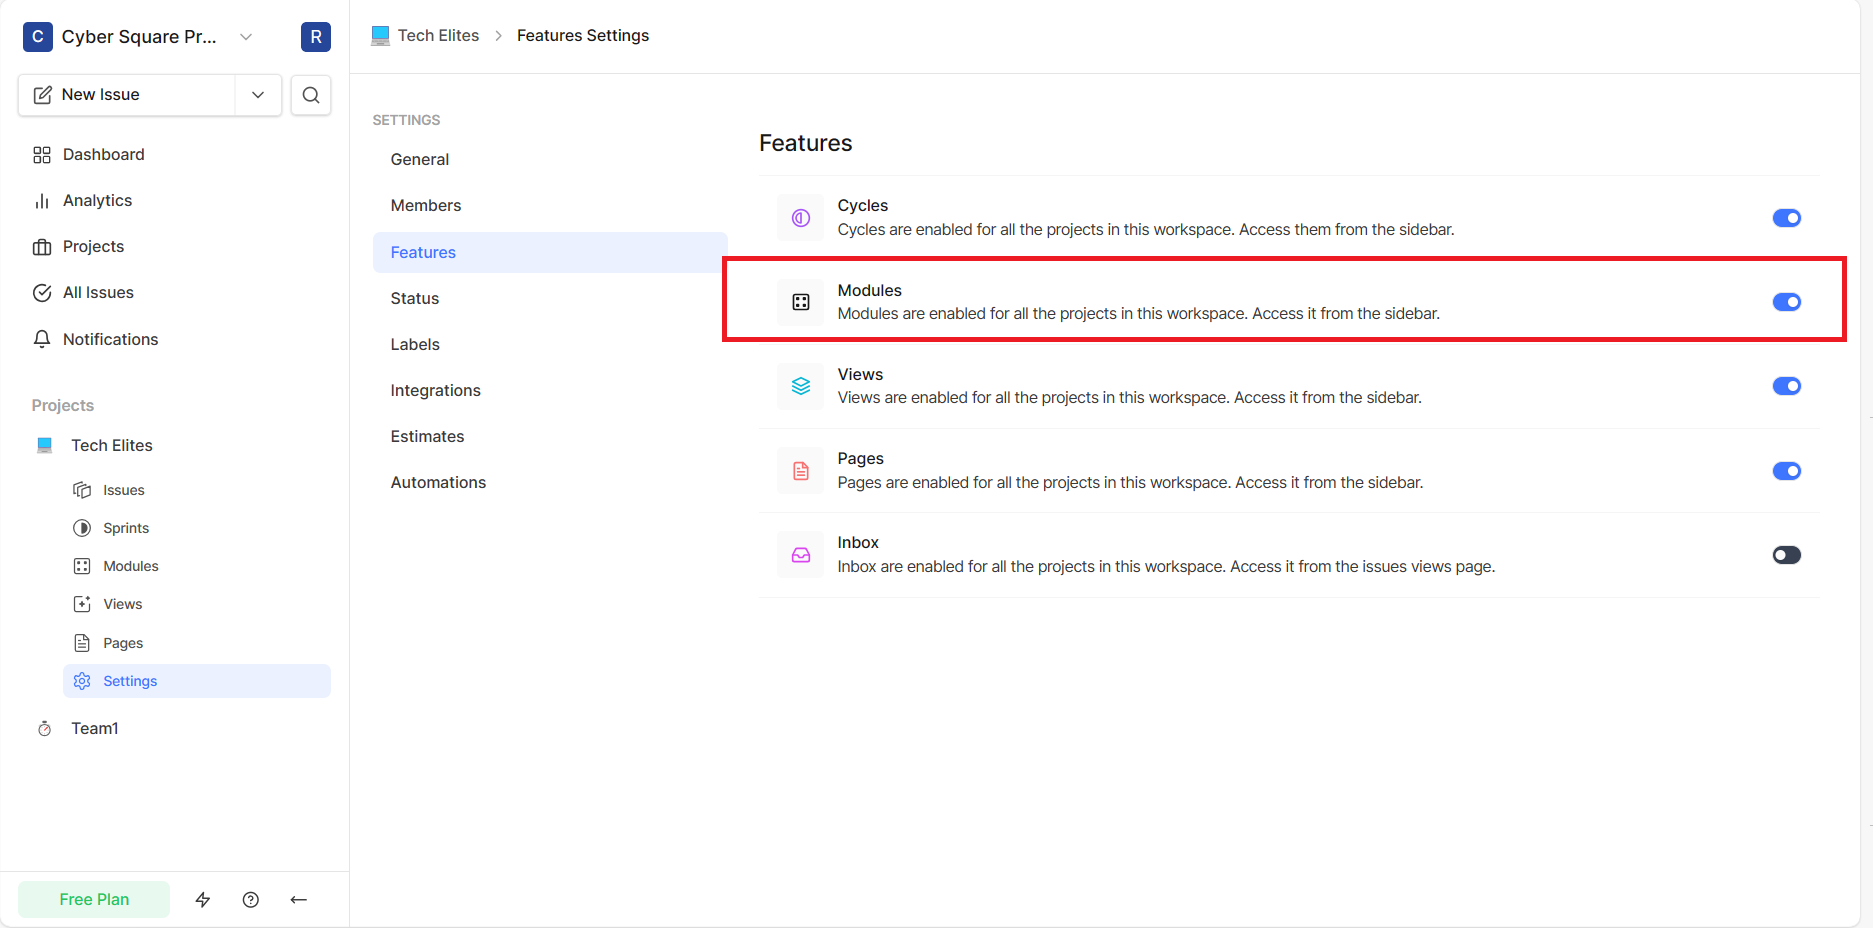 C Cyber Square Pr... R
New Issue
Dashboard
Analytics
Projects
All Issues
Notifications
Projects
Tech Elites
Issues
Sprints
Modules
Views
Pages
Settings
Team1
Free Plan
Tech Elites > Features Settings
SETTINGS
General
Members
Features
Status
Labels
Integrations
Estimates
Automations
Features
Cycles
Cycles are enabled for all the projects in this workspace. Access them from the sidebar.
Modules
Modules are enabled for all the projects in this workspace. Access it from the sidebar.
Views
Views are enabled for all the projects in this workspace. Access it from the sidebar.
Pages
Pages are enabled for all the projects in this workspace. Access it from the sidebar.
Inbox
Inbox are enabled for all the projects in this workspace. Access it from the issues views page.